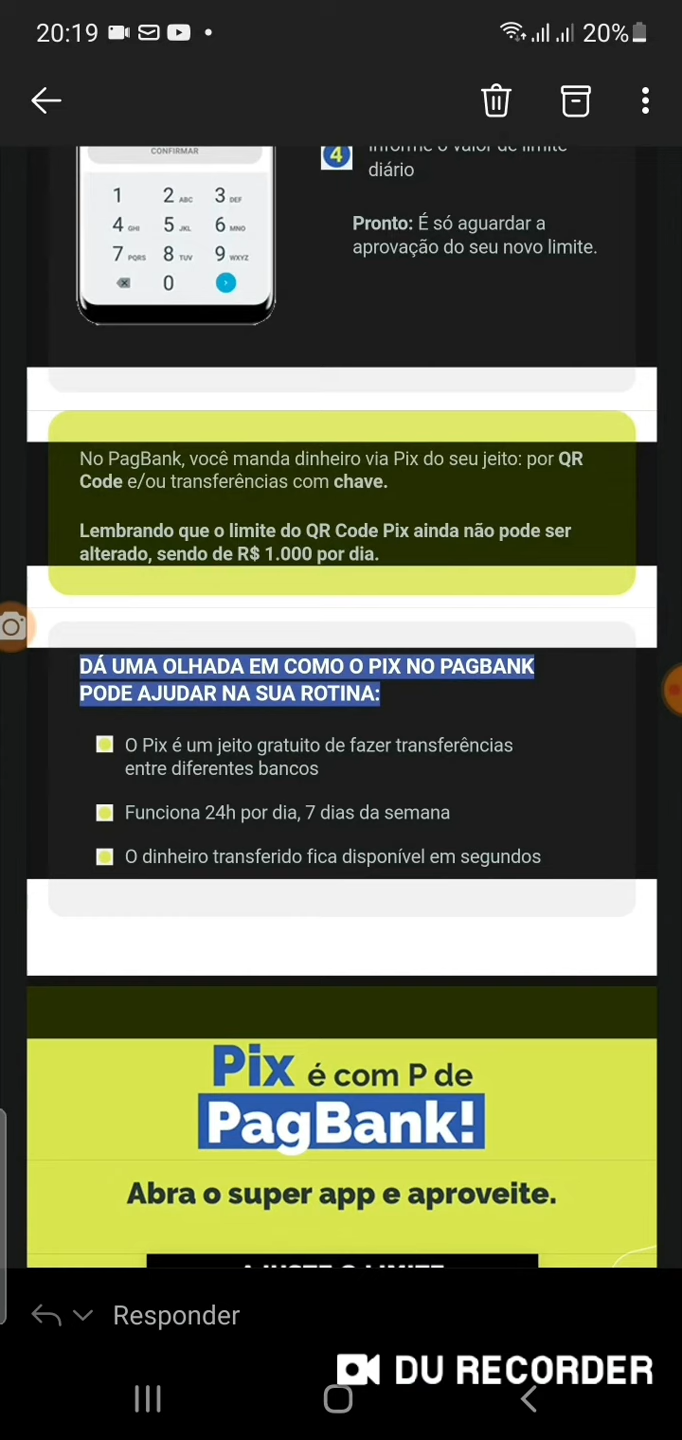 20:19
20%
CONFIRMAR
1 2 ABC 3 DEF
4 GHI 5 JKL 6 MNO
7 PQRS 8 TUV 9 WXYZ
0
4 Informe o valor de limite
diário
Pronto: É só aguardar a
aprovação do seu novo limite.
No PagBank, você manda dinheiro via Pix do seu jeito: por QR
Code e/ou transferências com chave.
Lembrando que o limite do QR Code Pix ainda não pode ser
alterado, sendo de R$ 1.000 por dia.
DÁ UMA OLHADA EM COMO O PIX NO PAGBANK
PODE AJUDAR NA SUA ROTINA:
O Pix é um jeito gratuito de fazer transferências
entre diferentes bancos
Funciona 24h por dia, 7 dias da semana
O dinheiro transferido fica disponível em segundos
Pix é com P de
PagBank!
Abra o super app e aproveite.
AJUSTE O LIMITE
Responder
DU RECORDER